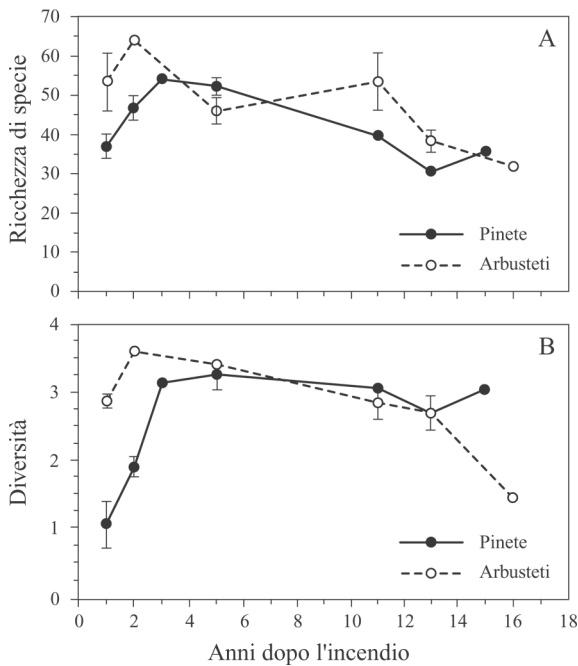 70
60
50
40
30
20
10
0
Ricchezza di specie
A
Pinete
Arbusteti
4
3
2
1
0
Diversità
B
Pinete
Arbusteti
0 2 4 6 8 10 12 14 16 18
Anni dopo l'incendio